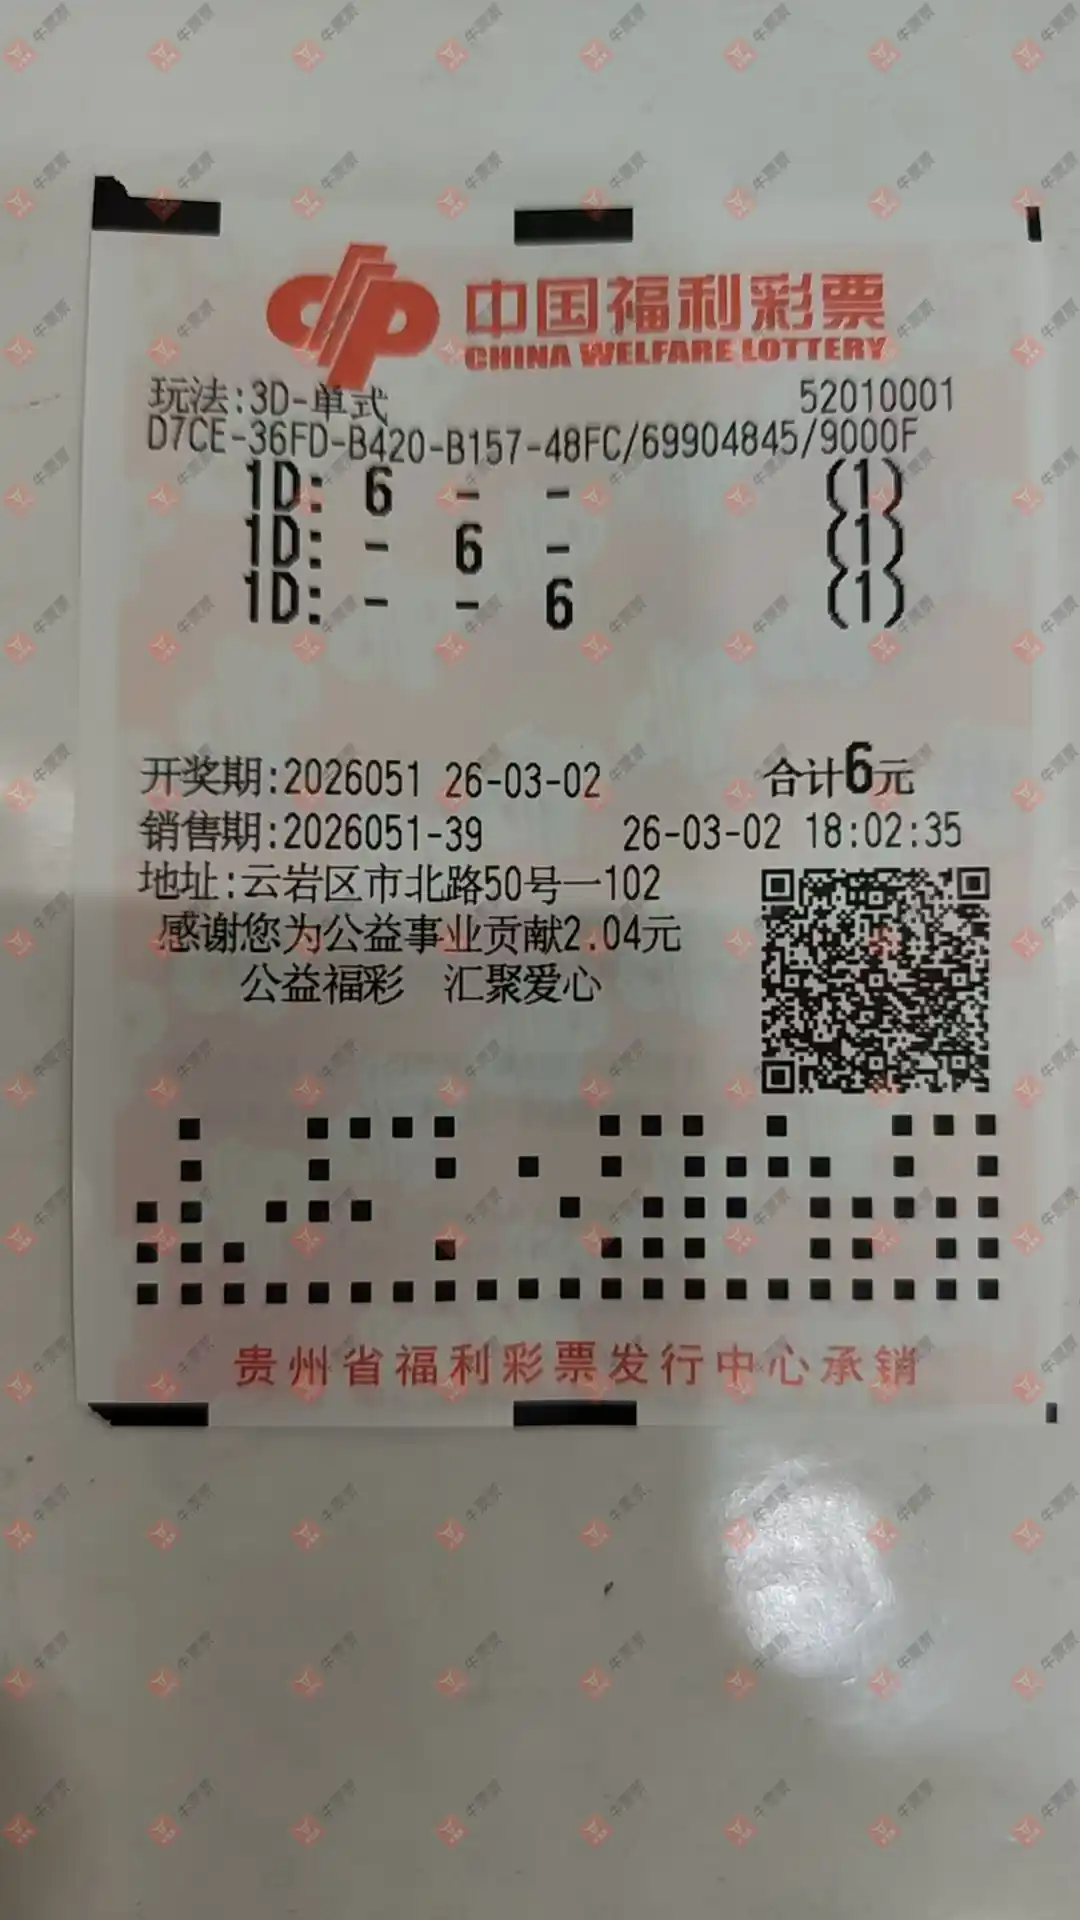 中国福利彩票
CHINA WELFARE LOTTERY
玩法:3D-单式 52010001
D7CE-36FD-B420-B157-48FC/69904845/9000F
1D: 6 - - (1)
1D: - 6 - (1)
1D: - - 6 (1)
开奖期:2026051 26-03-02 合计6元
销售期:2026051-39 26-03-02 18:02:35
地址:云岩区市北路50号一102
感谢您为公益事业贡献2.04元
公益福彩 汇聚爱心
贵州省福利彩票发行中心承销